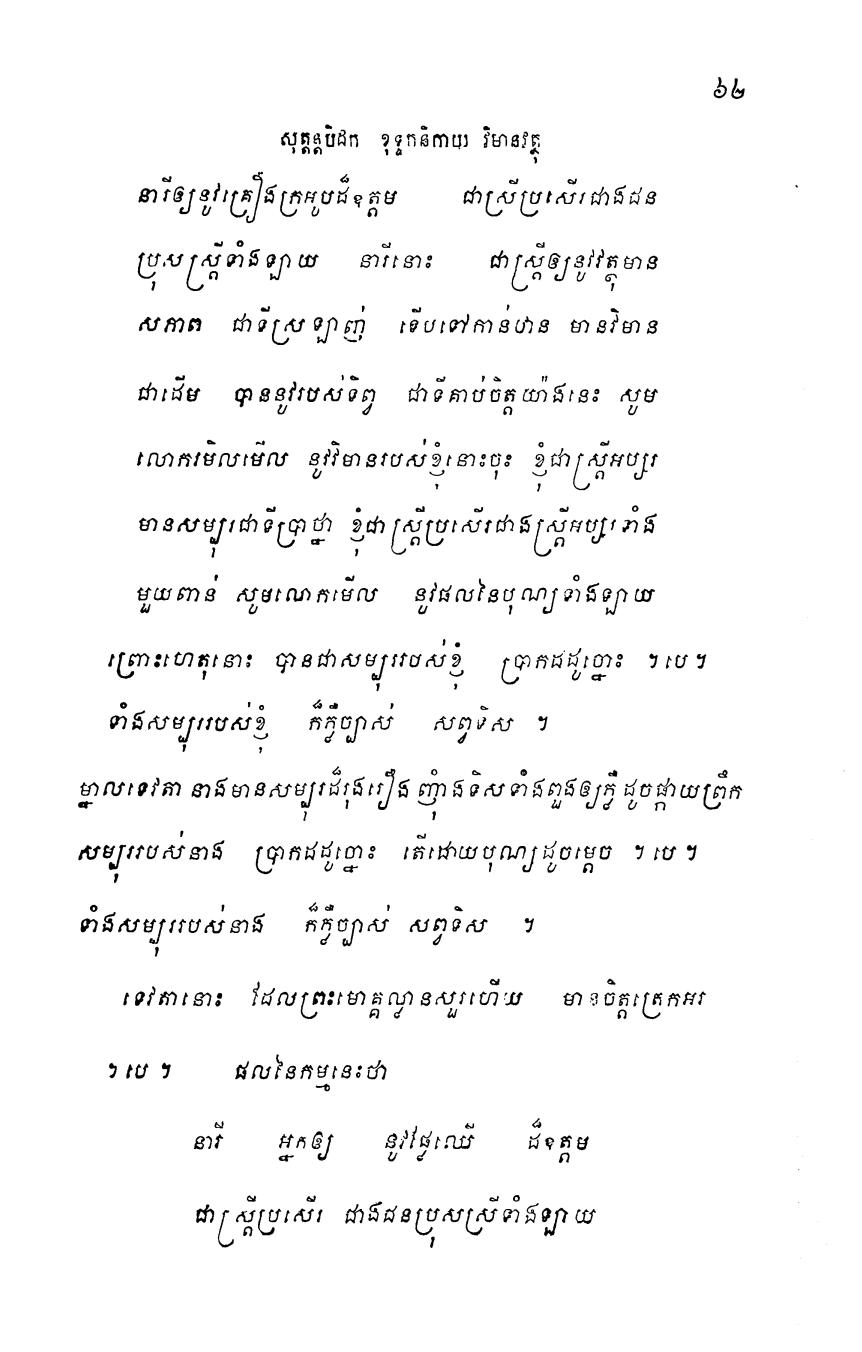 ៦២
សុត្តន្តបិដក ខុទ្ទកនិកាយ វិមានវត្ថុ
នារីឲ្យនូវគ្រឿងក្រអូបដ៏ឧត្តម ជាស្រីប្រសើរជាងជន
ប្រុសស្ត្រីទាំងឡាយ នារីនោះ ជាស្ត្រីឲ្យនូវវត្ថុមាន
សភាព ជាទីស្រឡាញ់ ទើបទៅកាន់ឋាន មានវិមាន
ជាដើម បាននូវរបស់ទិព្វ ជាទីគាប់ចិត្តយ៉ាងនេះ សូម
លោករមិលមើល នូវវិមានរបស់ខ្ញុំនោះចុះ ខ្ញុំជាស្ត្រីអប្សរ
មានសម្បុរជាទីប្រាថ្នា ខ្ញុំជាស្ត្រីប្រសើរជាងស្ត្រីអប្សរទាំង
មួយពាន់ សូមលោកមើល នូវផលនៃបុណ្យទាំងឡាយ
ព្រោះហេតុនោះ បានជាសម្បុររបស់ខ្ញុំ ប្រាកដដូច្នោះ ។ បេ ។
ទាំងសម្បុររបស់ខ្ញុំ ក៏ភ្លឺច្បាស់ សព្វទិស ។
ម្នាលទេវតា នាងមានសម្បុរដ៏រុងរឿង ញុំាងទិសទាំងពួងឲ្យភ្លឺ ដូចផ្កាយព្រឹក
សម្បុររបស់នាង ប្រាកដដូច្នោះ តើដោយបុណ្យដូចម្តេច ។ បេ ។
ទាំងសម្បុររបស់នាង ក៏ភ្លឺច្បាស់ សព្វទិស ។
ទេវតានោះ ដែលព្រះមោគ្គល្លានសួរហើយ មានចិត្តត្រេកអរ
។ បេ ។ ផលនៃកម្មនេះថា
នារី អ្នកឲ្យ នូវផ្លែឈើ ដ៏ឧត្តម
ជាស្ត្រីប្រសើរ ជាងជនប្រុសស្រីទាំងឡាយ